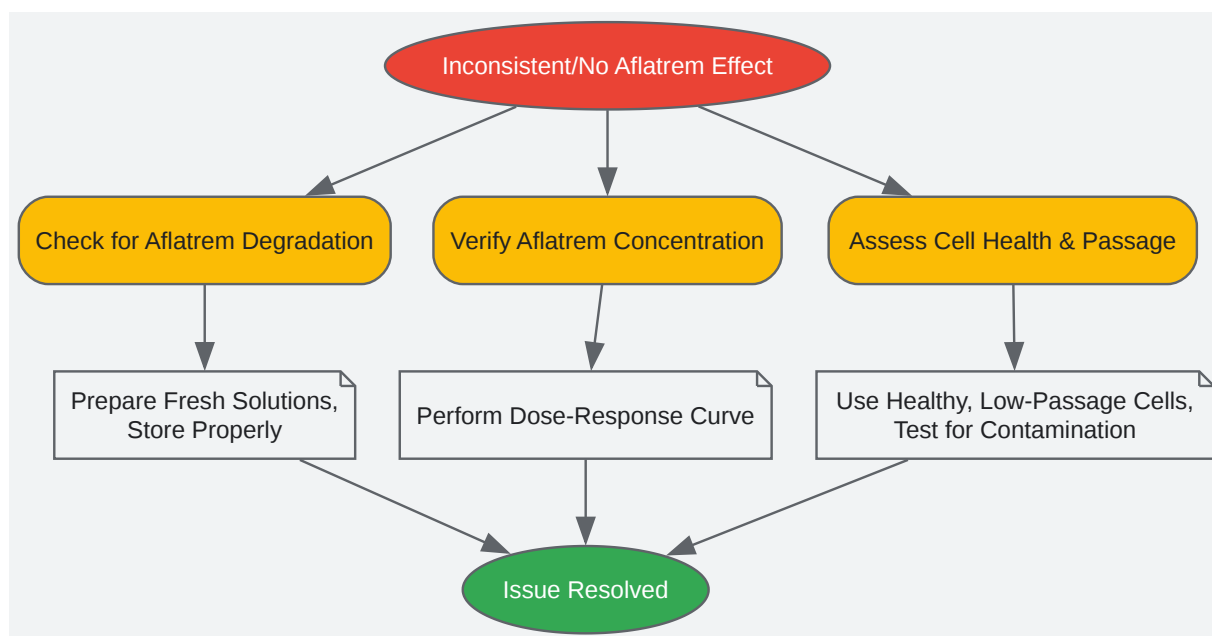 Inconsistent/No Aflatrem Effect
Check for Aflatrem Degradation
Verify Aflatrem Concentration
Assess Cell Health & Passage
Prepare Fresh Solutions,
Store Properly
Perform Dose-Response Curve
Use Healthy, Low-Passage Cells,
Test for Contamination
Issue Resolved